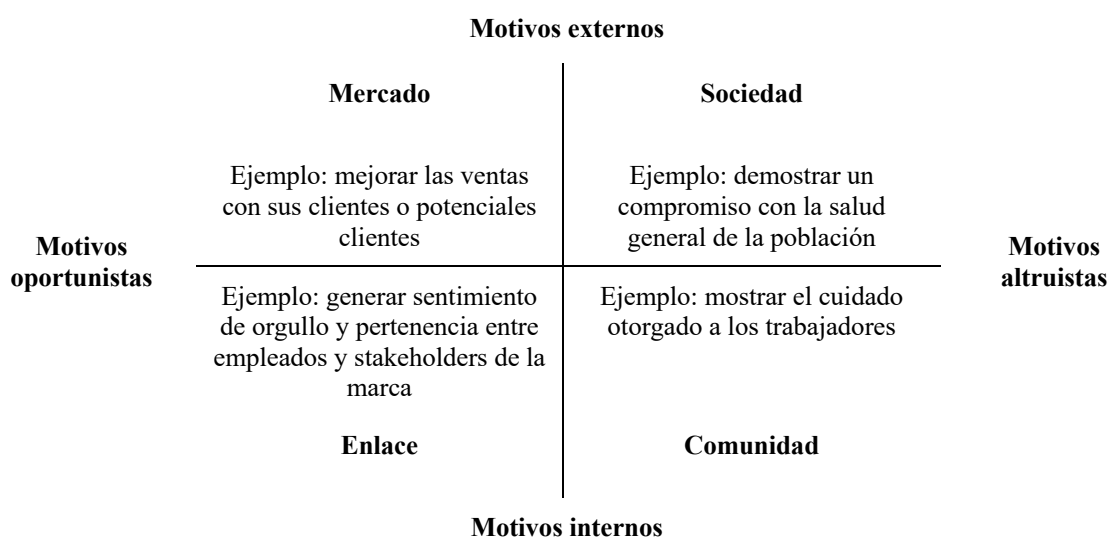 Motivos externos
Mercado
Sociedad
Ejemplo: mejorar las ventas
con sus clientes o potenciales
clientes
Ejemplo: demostrar un
compromiso con la salud
general de la población
Motivos
oportunistas
Motivos
altruistas
Ejemplo: generar sentimiento
de orgullo y pertenencia entre
empleados y stakeholders de la
marca
Ejemplo: mostrar el cuidado
otorgado a los trabajadores
Enlace
Comunidad
Motivos internos